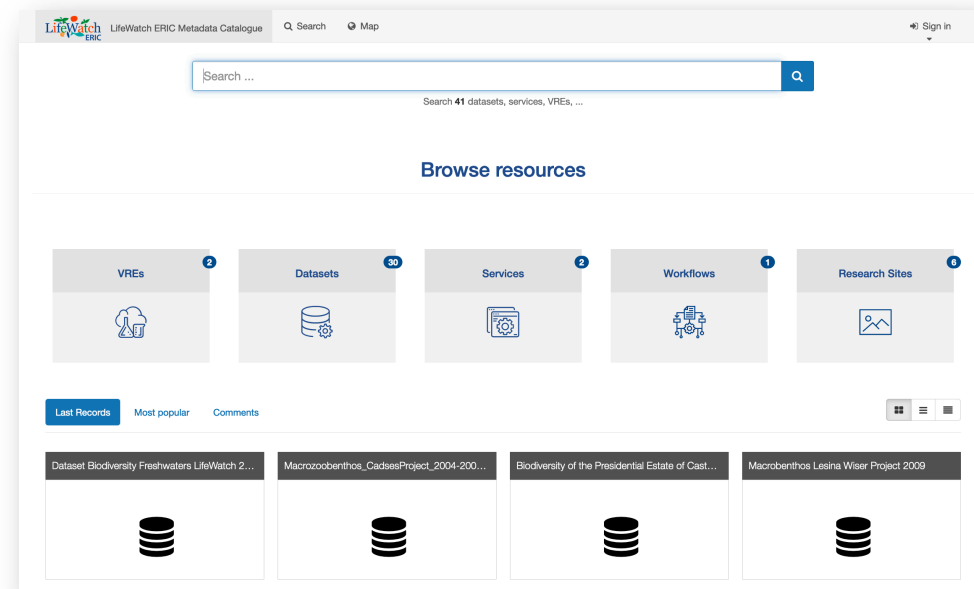 LifeWatch
ERIC
LifeWatch ERIC Metadata Catalogue
Search
Map
Sign in
Search ...
Search 41 datasets, services, VREs, ...
Browse resources
VREs
2
Datasets
30
Services
2
Workflows
1
Research Sites
6
Last Records
Most popular
Comments
Dataset Biodiversity Freshwaters LifeWatch 2...
Macrozoobenthos_CadsesProject_2004-200...
Biodiversity of the Presidential Estate of Cast...
Macrobenthos Lesina Wiser Project 2009